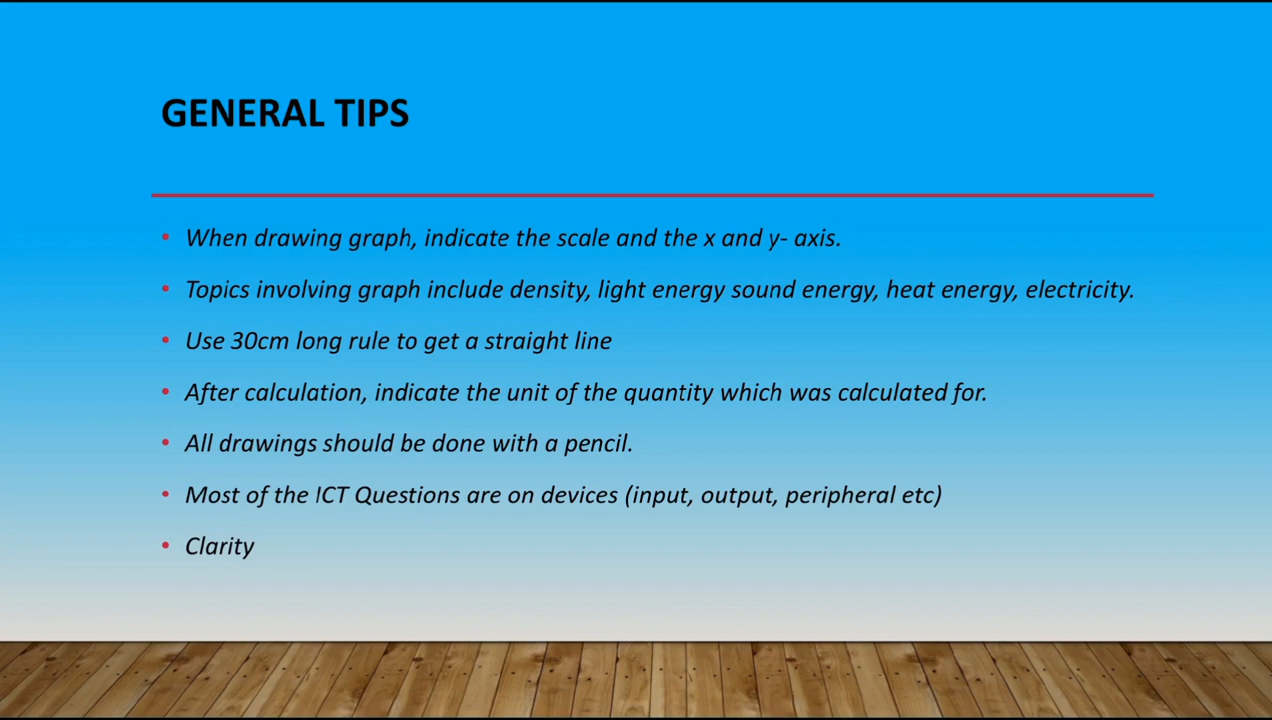 GENERAL TIPS
• When drawing graph, indicate the scale and the x and y- axis.
• Topics involving graph include density, light energy sound energy, heat energy, electricity.
• Use 30cm long rule to get a straight line
• After calculation, indicate the unit of the quantity which was calculated for.
• All drawings should be done with a pencil.
• Most of the ICT Questions are on devices (input, output, peripheral etc)
• Clarity